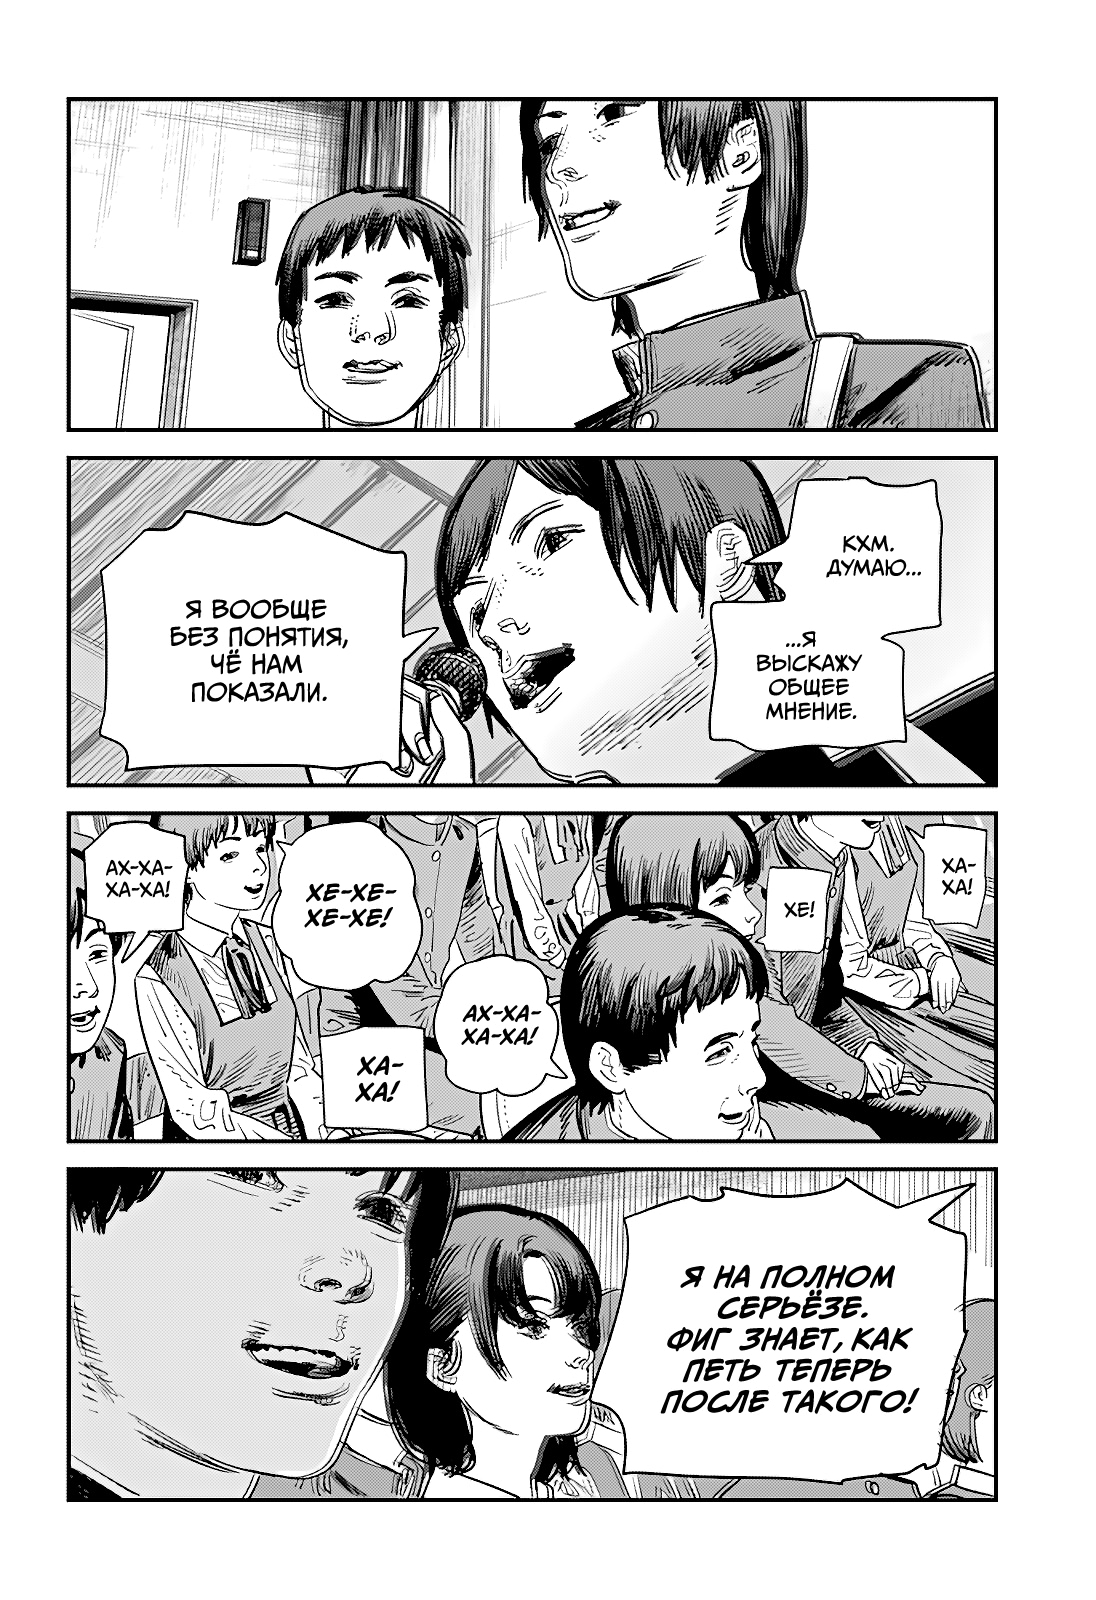 КХМ.
ДУМАЮ...
...Я
ВЫСКАЖУ
ОБЩЕЕ
МНЕНИЕ.
Я ВООБЩЕ
БЕЗ ПОНЯТИЯ,
ЧЁ НАМ
ПОКАЗАЛИ.
ХА-
ХА!
ХЕ!
АХ-ХА-
ХА-ХА!
ХЕ-ХЕ-
ХЕ-ХЕ!
ХА-
ХА!
АХ-ХА-
ХА-ХА!
Я НА ПОЛНОМ
СЕРЬЁЗЕ.
ФИГ ЗНАЕТ, КАК
ПЕТЬ ТЕПЕРЬ
ПОСЛЕ ТАКОГО!